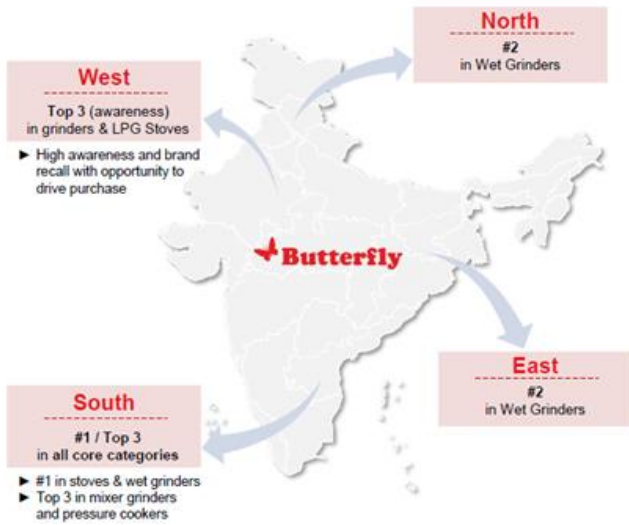 North
#2
in Wet Grinders
West
Top 3 (awareness)
in grinders & LPG Stoves
► High awareness and brand
recall with opportunity to
drive purchase
Butterfly
East
#2
in Wet Grinders
South
#1 / Top 3
in all core categories
► #1 in stoves & wet grinders
► Top 3 in mixer grinders
and pressure cookers